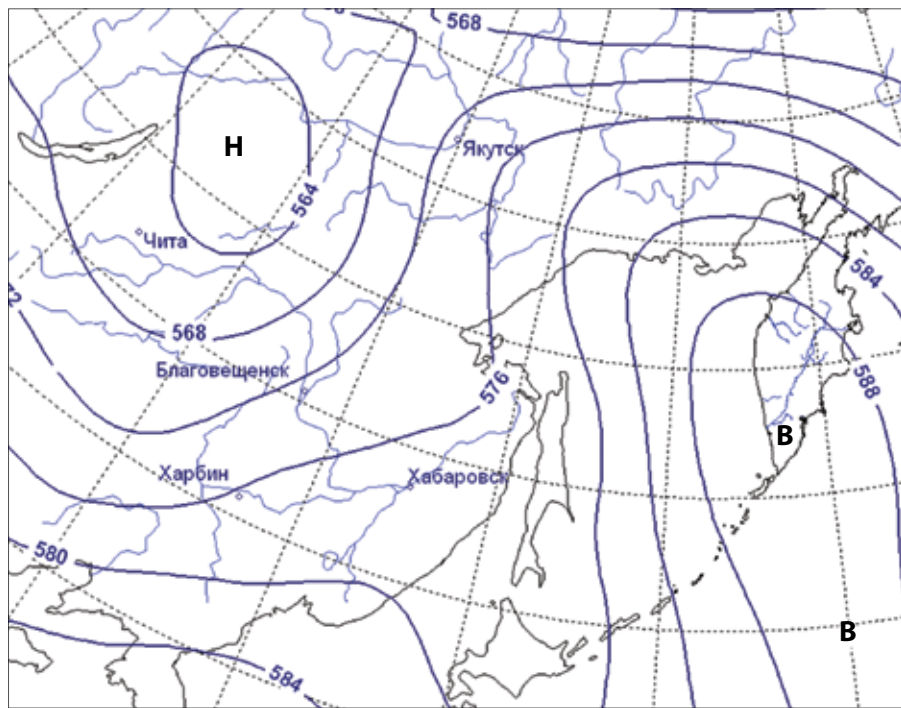 568
Н
Якутск
564
Чита
584
568
Благовещенск
576
588
В
Харбин
Хабаровск
580
В
584